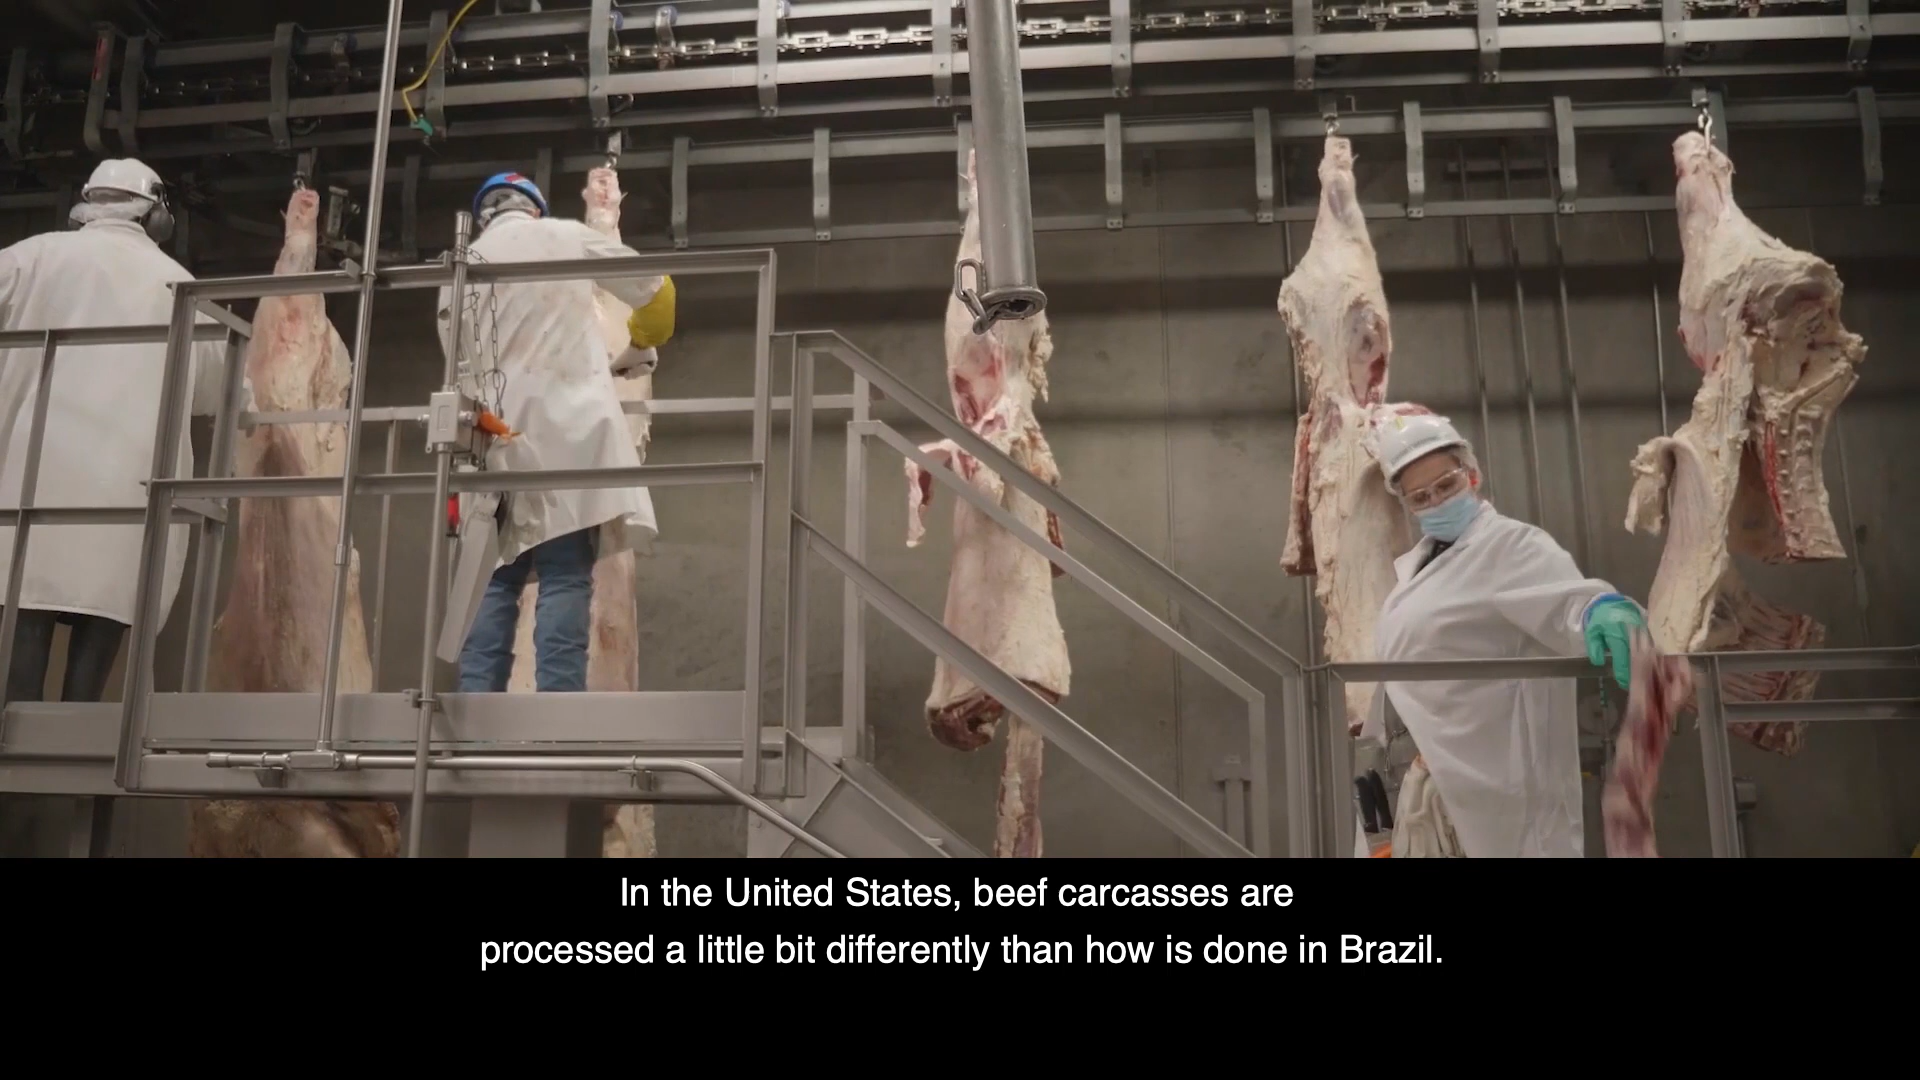 In the United States, beef carcasses are
processed a little bit differently than how is done in Brazil.